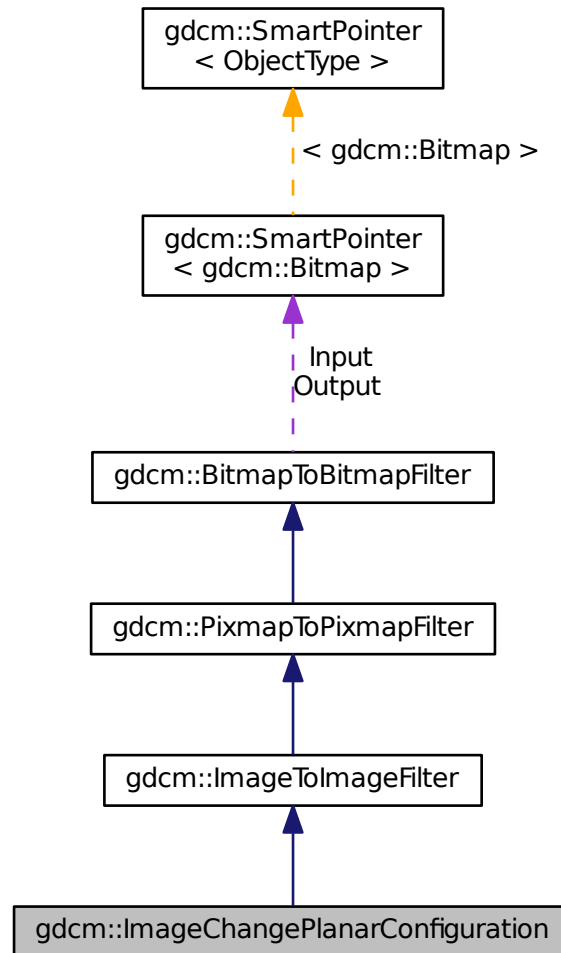 gdcm::SmartPointer
< ObjectType >
< gdcm::Bitmap >
gdcm::SmartPointer
< gdcm::Bitmap >
Input
Output
gdcm::BitmapToBitmapFilter
gdcm::PixmapToPixmapFilter
gdcm::ImageToImageFilter
gdcm::ImageChangePlanarConfiguration